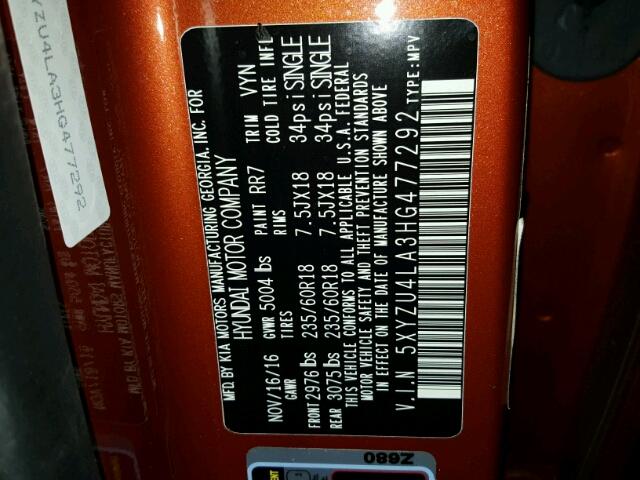 MFD. BY KIA MOTORS MANUFACTURING GEORGIA, INC. FOR
HYUNDAI MOTOR COMPANY
NOV/16/16 GVWR 5004 lbs PAINT RR7 TRIM VYN
GAWR TIRES RIMS COLD TIRE INFL
FRONT 2976 lbs 235/60R18 7.5JX18 34psi SINGLE
REAR 3075 lbs 235/60R18 7.5JX18 34psi SINGLE
THIS VEHICLE CONFORMS TO ALL APPLICABLE U.S.A. FEDERAL
MOTOR VEHICLE SAFETY AND THEFT PREVENTION STANDARDS
IN EFFECT ON THE DATE OF MANUFACTURE SHOWN ABOVE
V.I.N 5XYZU4LA3HG477292 TYPE:MPV
YZU4LA3HG477292
Z680